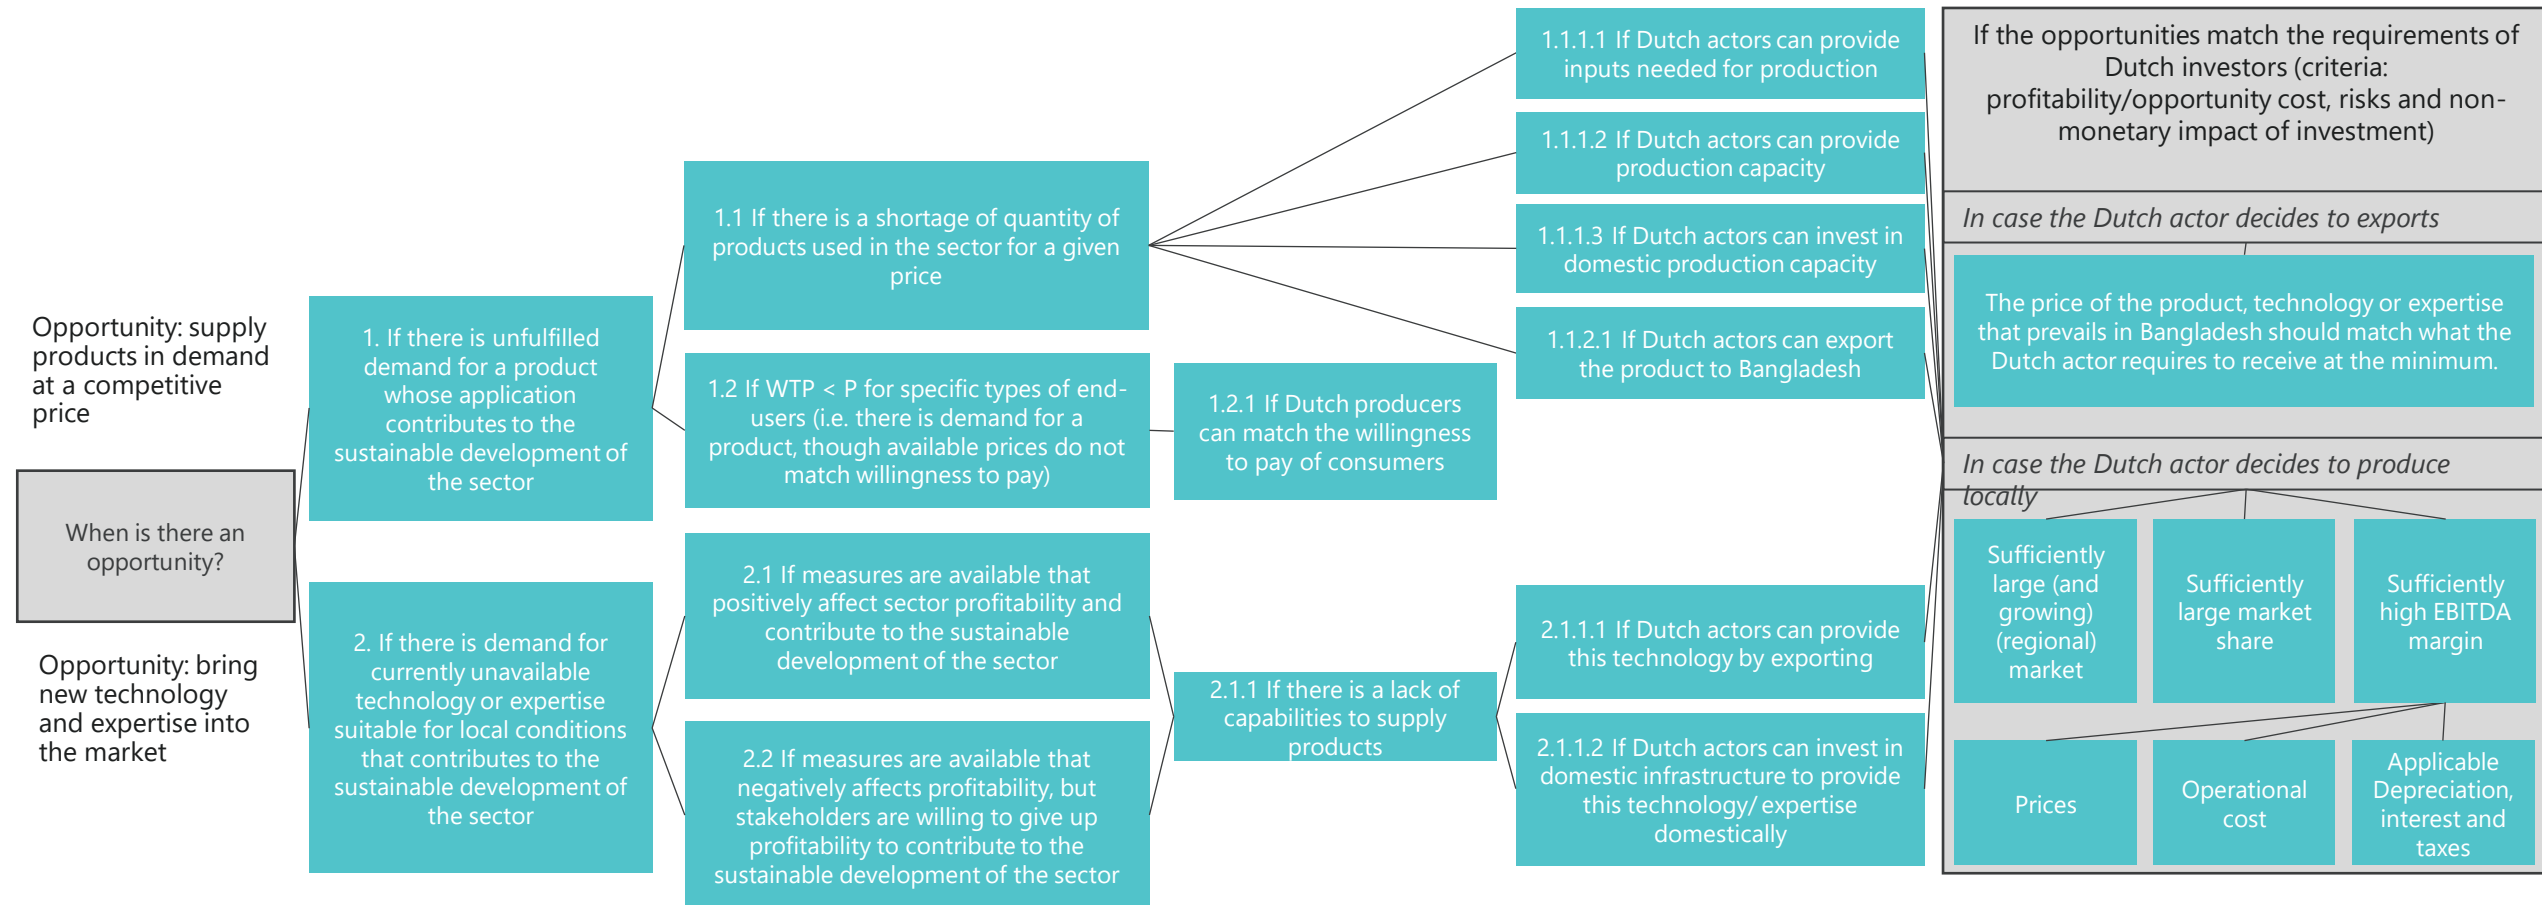 Opportunity: supply
products in demand
at a competitive
price
When is there an
opportunity?
Opportunity: bring
new technology
and expertise into
the market
1. If there is unfulfilled
demand for a product
whose application
contributes to the
sustainable development of
the sector
2. If there is demand for
currently unavailable
technology or expertise
suitable for local conditions
that contributes to the
sustainable development of
the sector
1.1 If there is a shortage of quantity of
products used in the sector for a given
price
1.2 If WTP < P for specific types of end-
users (i.e. there is demand for a
product, though available prices do not
match willingness to pay)
2.1 If measures are available that
positively affect sector profitability and
contribute to the sustainable
development of the sector
2.2 If measures are available that
negatively affects profitability, but
stakeholders are willing to give up
profitability to contribute to the
sustainable development of the sector
1.2.1 If Dutch producers
can match the willingness
to pay of consumers
2.1.1 If there is a lack of
capabilities to supply
products
1.1.1.1 If Dutch actors can provide
inputs needed for production
1.1.1.2 If Dutch actors can provide
production capacity
1.1.1.3 If Dutch actors can invest in
domestic production capacity
1.1.2.1 If Dutch actors can export
the product to Bangladesh
2.1.1.1 If Dutch actors can provide
this technology by exporting
2.1.1.2 If Dutch actors can invest in
domestic infrastructure to provide
this technology/ expertise
domestically
If the opportunities match the requirements of
Dutch investors (criteria:
profitability/opportunity cost, risks and non-
monetary impact of investment)
In case the Dutch actor decides to exports
The price of the product, technology or expertise
that prevails in Bangladesh should match what the
Dutch actor requires to receive at the minimum.
In case the Dutch actor decides to produce
locally
Sufficiently
large (and
growing)
(regional)
market
Sufficiently
large market
share
Sufficiently
high EBITDA
margin
Prices
Operational
cost
Applicable
Depreciation,
interest and
taxes